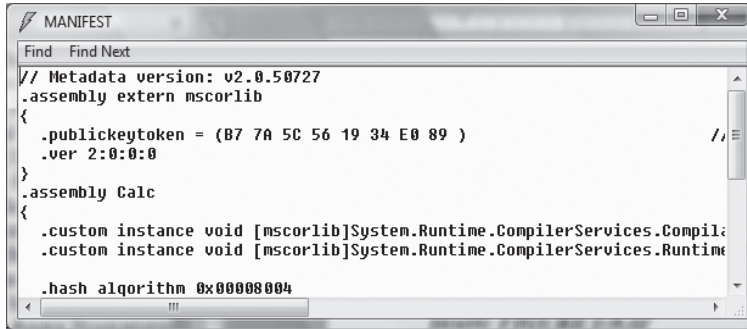 MANIFEST
Find Find Next
// Metadata version: v2.0.50727
.assembly extern mscorlib
{
  .publickeytoken = (B7 7A 5C 56 19 34 E0 89 ) //
  .ver 2:0:0:0
}
.assembly Calc
{
  .custom instance void [mscorlib]System.Runtime.CompilerServices.Compila
  .custom instance void [mscorlib]System.Runtime.CompilerServices.Runtime
  .hash algorithm 0x00008004